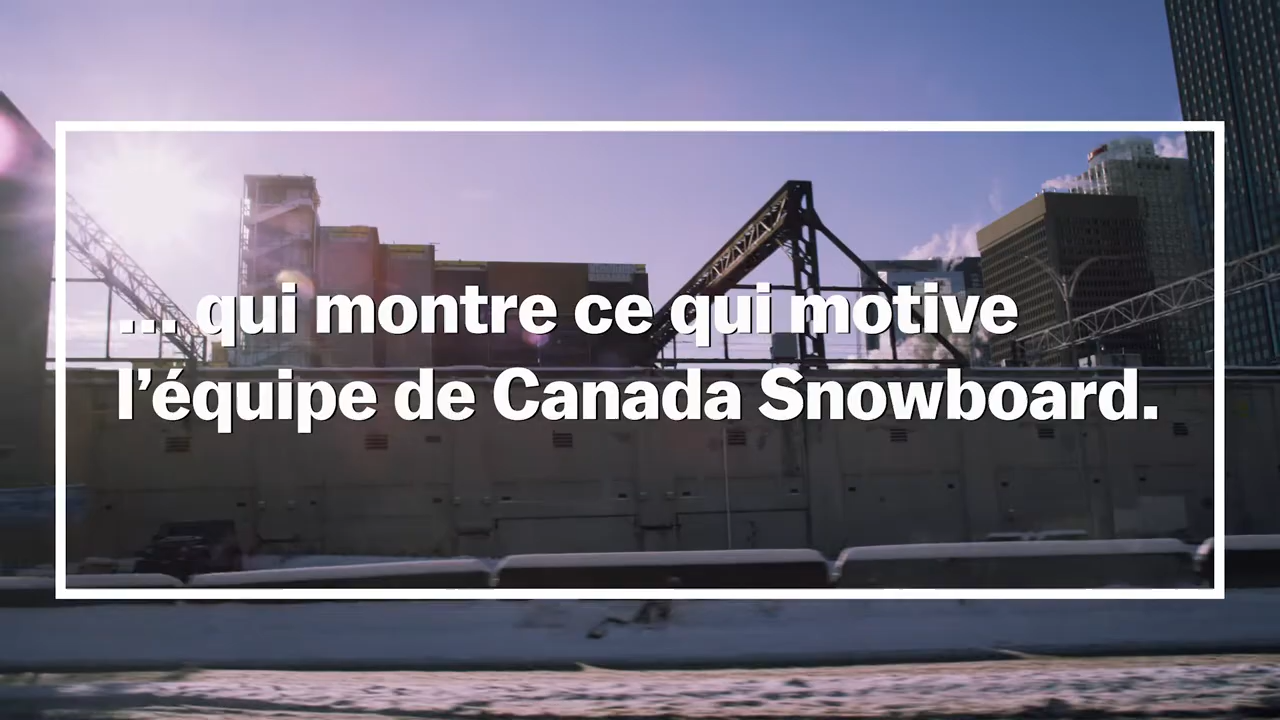 ... qui montre ce qui motive
l’équipe de Canada Snowboard.